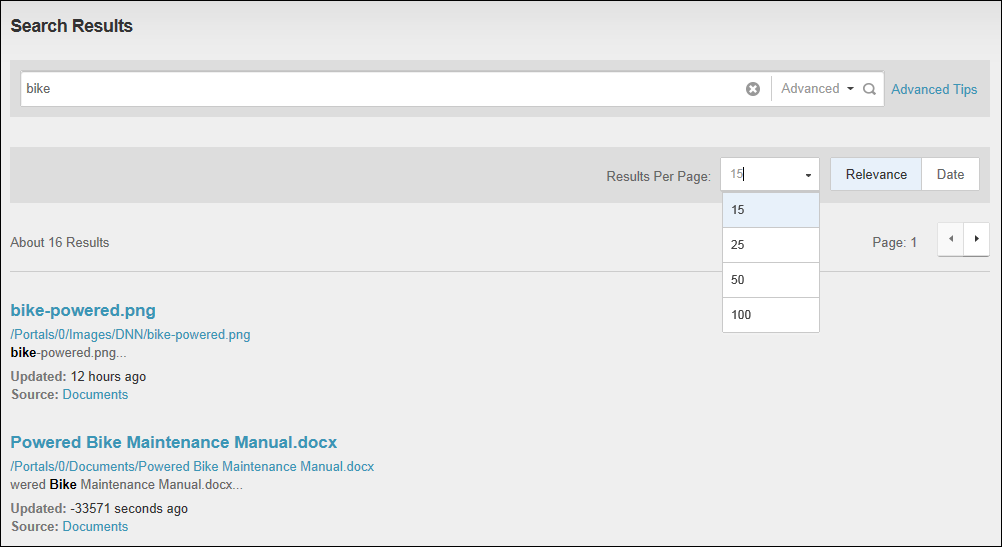 Search Results
bike Advanced Advanced Tips
Results Per Page: 15 Relevance Date
15
25
50
100
About 16 Results Page: 1
bike-powered.png
/Portals/0/Images/DNN/bike-powered.png
bike-powered.png...
Updated: 12 hours ago
Source: Documents
Powered Bike Maintenance Manual.docx
/Portals/0/Documents/Powered Bike Maintenance Manual.docx
wered Bike Maintenance Manual.docx...
Updated: -33571 seconds ago
Source: Documents